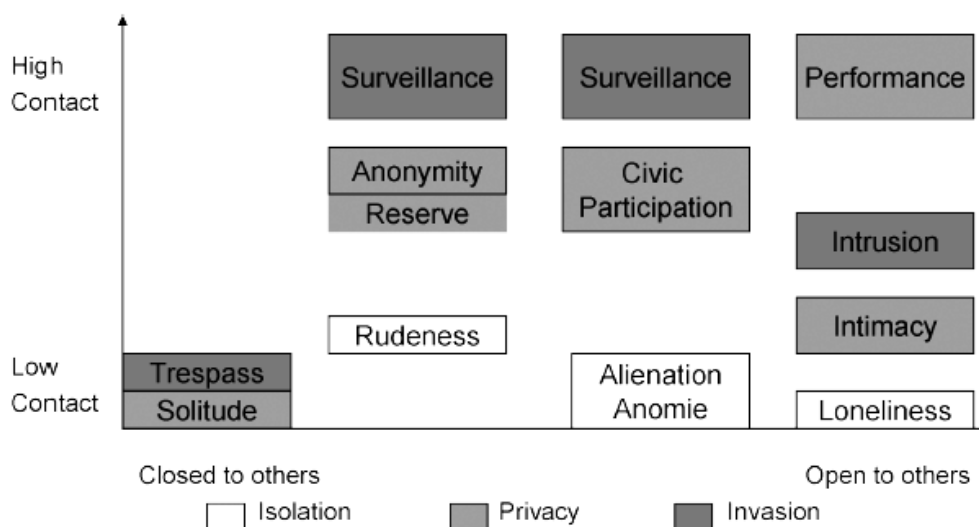 High
Contact
Surveillance
Surveillance
Performance
Anonymity
Reserve
Civic
Participation
Intrusion
Rudeness
Intimacy
Low
Contact
Trespass
Solitude
Alienation
Anomie
Loneliness
Closed to others
Open to others
Isolation
Privacy
Invasion